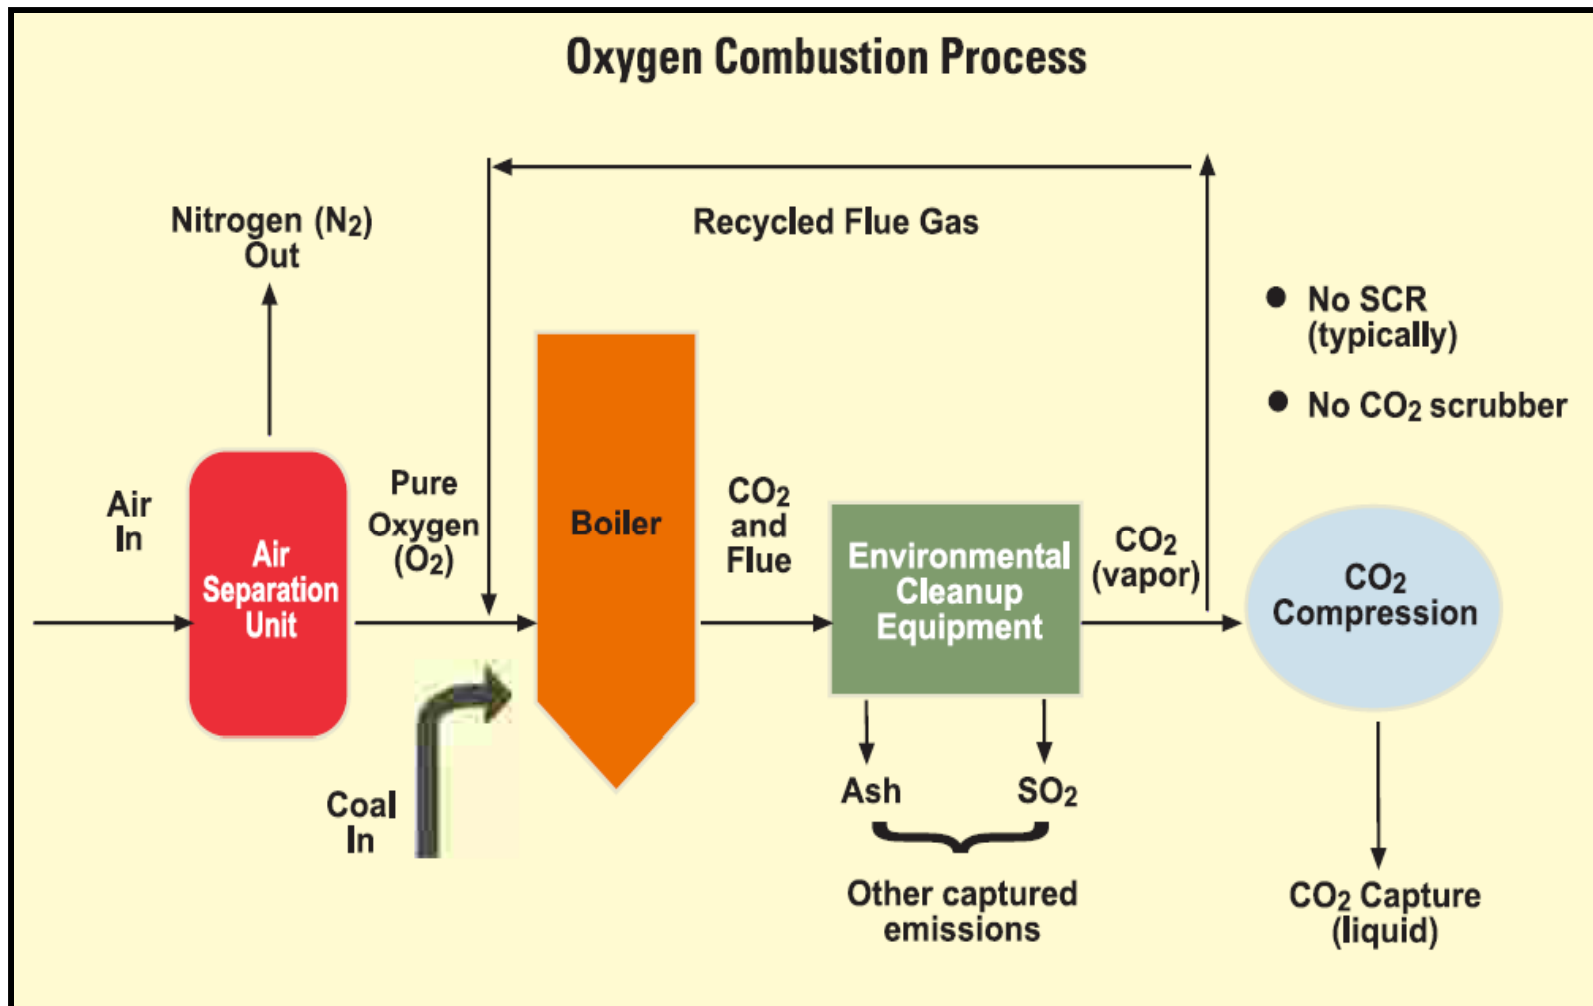 Oxygen Combustion Process
Nitrogen (N2)
Out
Recycled Flue Gas
● No SCR
(typically)
● No CO2 scrubber
Air
In
Air
Separation
Unit
Pure
Oxygen
(O2)
Boiler
CO2
and
Flue
Environmental
Cleanup
Equipment
CO2
(vapor)
CO2
Compression
Coal
In
Ash
SO2
Other captured
emissions
CO2 Capture
(liquid)